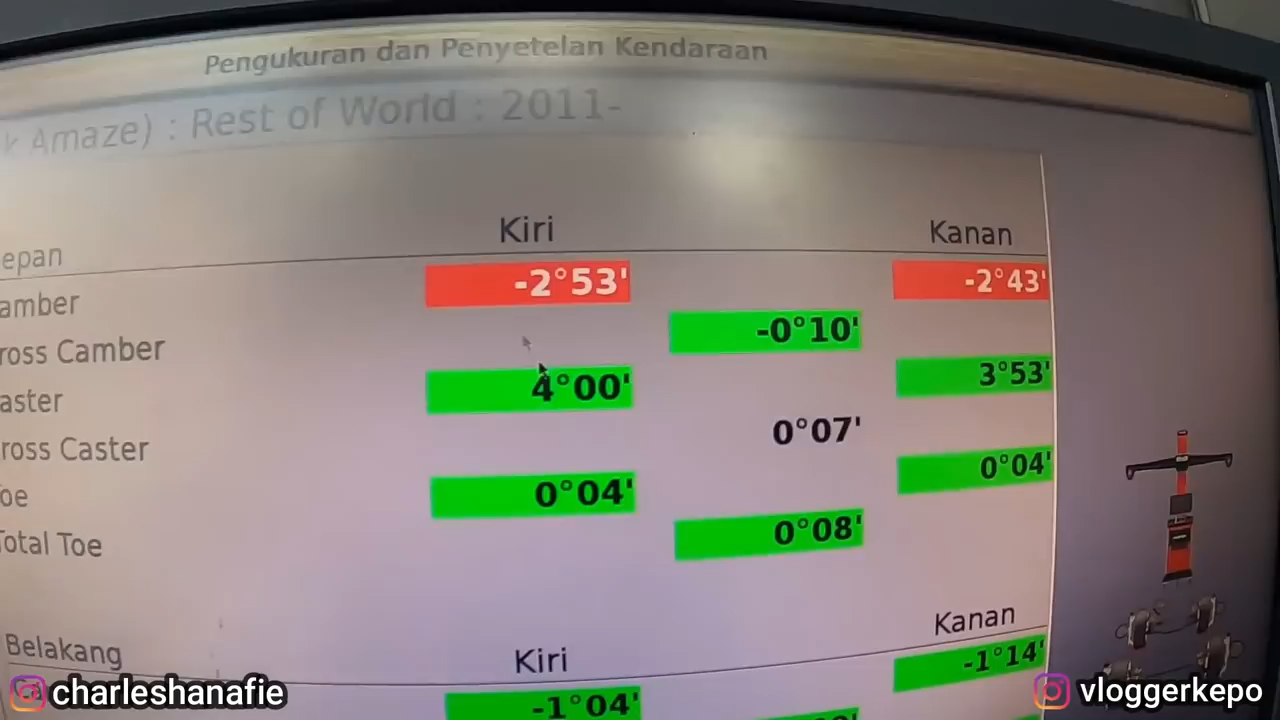 Pengukuran dan Penyetelan Kendaraan
Amaze) : Rest of World : 2011-
Kiri Kanan
epan
amber -2°53' -2°43'
ross Camber -0°10'
aster 4°00' 3°53'
ross Caster 0°07'
oe 0°04' 0°04'
Total Toe 0°08'
Belakang Kiri Kanan
-1°04' -1°14'
charleshanafie
vloggerkepo